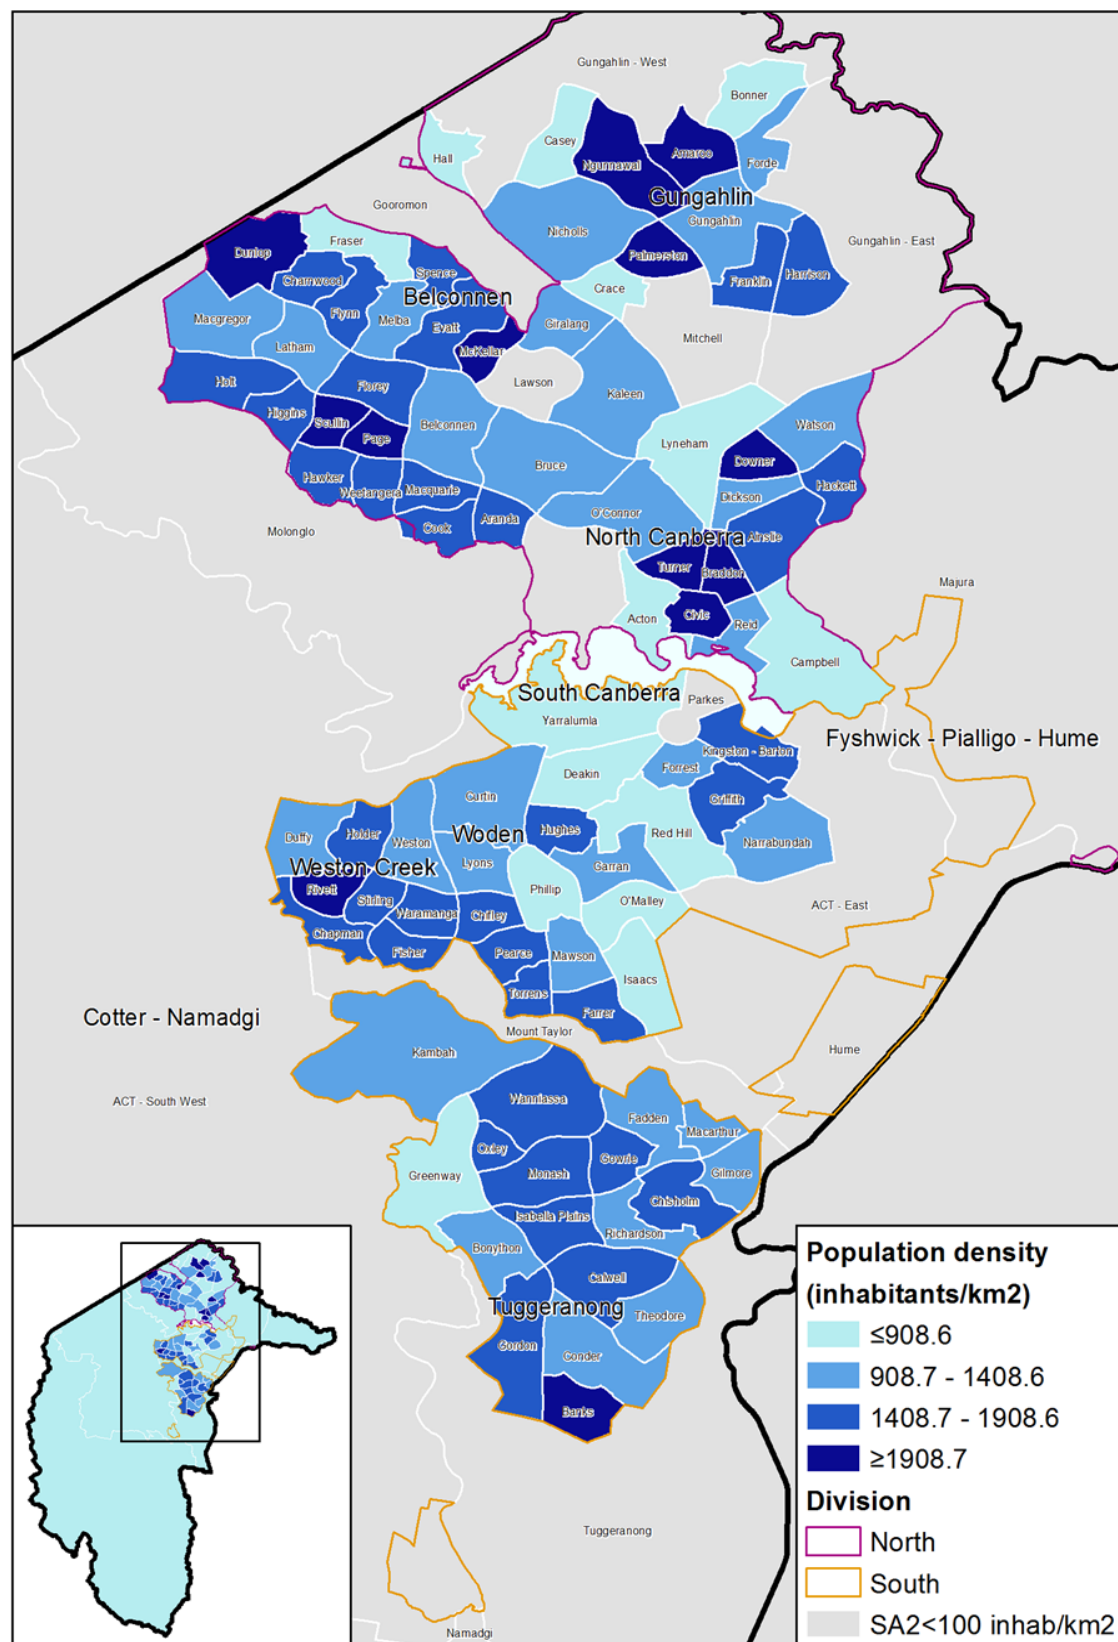 Gungahlin - West
Bonner
Casey
Hall
Ngunnawal
Amaroo
Forde
Gungahlin
Gooromon
Nicholls
Gungahlin
Gungahlin - East
Dunlop
Fraser
Palmerston
Spence
Charnwood
Crace
Franklin
Harrison
Belconnen
Macgregor
Flynn
Melba
Evatt
Giralang
Mitchell
Latham
McKellar
Lawson
Holt
Florey
Kaleen
Higgins
Scullin
Page
Belconnen
Lyneham
Watson
Bruce
Downer
Hawker
Weetangera
Macquarie
Hackett
Dickson
Molonglo
Cook
Aranda
O'Connor
North Canberra
Ainslie
Turner
Braddon
Majura
Acton
Civic
Reid
Campbell
South Canberra
Parkes
Yarralumla
Fyshwick - Pialligo - Hume
Kingston - Barton
Forrest
Deakin
Curtin
Griffith
Duffy
Holder
Weston
Woden
Hughes
Red Hill
Narrabundah
Weston Creek
Lyons
Garran
Rivett
Phillip
O'Malley
ACT - East
Stirling
Waramanga
Chifley
Chapman
Fisher
Pearce
Mawson
Isaacs
Torrens
Farrer
Cotter - Namadgi
Mount Taylor
Kambah
Hume
ACT - South West
Wanniassa
Fadden
Macarthur
Oxley
Gowrie
Greenway
Monash
Gilmore
Chisholm
Isabella Plains
Richardson
Bonython
Calwell
Tuggeranong
Theodore
Gordon
Conder
Banks
Tuggeranong
Namadgi
Population density
(inhabitants/km2)
≤908.6
908.7 - 1408.6
1408.7 - 1908.6
≥1908.7
Division
North
South
SA2<100 inhab/km2